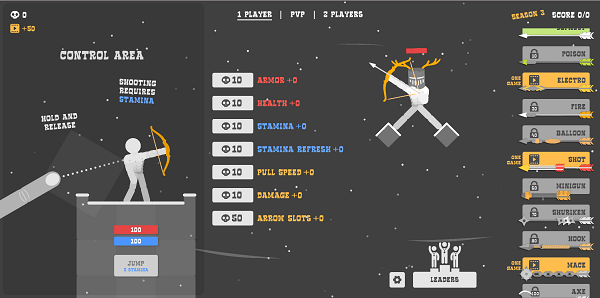 0
+50
CONTROL AREA
SHOOTING
REQUIRES
STAMINA
HOLD AND
RELEASE
100
100
JUMP
2 STAMINA
1 PLAYER | PVP | 2 PLAYERS
10 ARMOR +0
10 HEALTH +0
10 STAMINA +0
10 STAMINA REFRESH +0
10 PULL SPEED +0
10 DAMAGE +0
50 ARROW SLOTS +0
LEADERS
SEASON 3 SCORE 0/0
POISON
ONE GAME ELECTRO
FIRE
BALLOON
ONE GAME SHOT
MINIGUN
SHURIKEN
HOOK
ONE GAME MACE
AXE